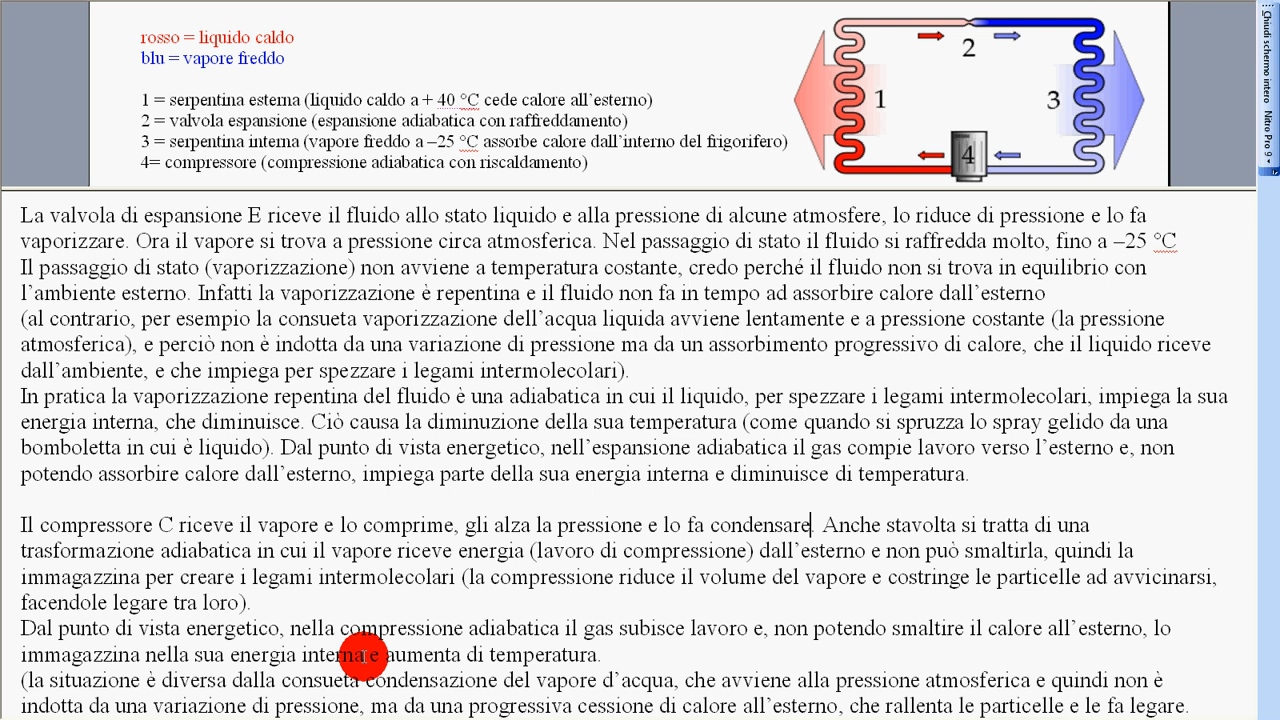 rosso = liquido caldo
blu = vapore freddo
1 = serpentina esterna (liquido caldo a + 40 °C cede calore all’esterno)
2 = valvola espansione (espansione adiabatica con raffreddamento)
3 = serpentina interna (vapore freddo a –25 °C assorbe calore dall’interno del frigorifero)
4= compressore (compressione adiabatica con riscaldamento)
1
2
3
4
Chiudi schermo intero - Nitro Pro 9
La valvola di espansione E riceve il fluido allo stato liquido e alla pressione di alcune atmosfere, lo riduce di pressione e lo fa
vaporizzare. Ora il vapore si trova a pressione circa atmosferica. Nel passaggio di stato il fluido si raffredda molto, fino a –25 °C
Il passaggio di stato (vaporizzazione) non avviene a temperatura costante, credo perché il fluido non si trova in equilibrio con
l’ambiente esterno. Infatti la vaporizzazione è repentina e il fluido non fa in tempo ad assorbire calore dall’esterno
(al contrario, per esempio la consueta vaporizzazione dell’acqua liquida avviene lentamente e a pressione costante (la pressione
atmosferica), e perciò non è indotta da una variazione di pressione ma da un assorbimento progressivo di calore, che il liquido riceve
dall’ambiente, e che impiega per spezzare i legami intermolecolari).
In pratica la vaporizzazione repentina del fluido è una adiabatica in cui il liquido, per spezzare i legami intermolecolari, impiega la sua
energia interna, che diminuisce. Ciò causa la diminuzione della sua temperatura (come quando si spruzza lo spray gelido da una
bomboletta in cui è liquido). Dal punto di vista energetico, nell’espansione adiabatica il gas compie lavoro verso l’esterno e, non
potendo assorbire calore dall’esterno, impiega parte della sua energia interna e diminuisce di temperatura.
Il compressore C riceve il vapore e lo comprime, gli alza la pressione e lo fa condensare. Anche stavolta si tratta di una
trasformazione adiabatica in cui il vapore riceve energia (lavoro di compressione) dall’esterno e non può smaltirla, quindi la
immagazzina per creare i legami intermolecolari (la compressione riduce il volume del vapore e costringe le particelle ad avvicinarsi,
facendole legare tra loro).
Dal punto di vista energetico, nella compressione adiabatica il gas subisce lavoro e, non potendo smaltire il calore all’esterno, lo
immagazzina nella sua energia interna e aumenta di temperatura.
(la situazione è diversa dalla consueta condensazione del vapore d’acqua, che avviene alla pressione atmosferica e quindi non è
indotta da una variazione di pressione, ma da una progressiva cessione di calore all’esterno, che rallenta le particelle e le fa legare.